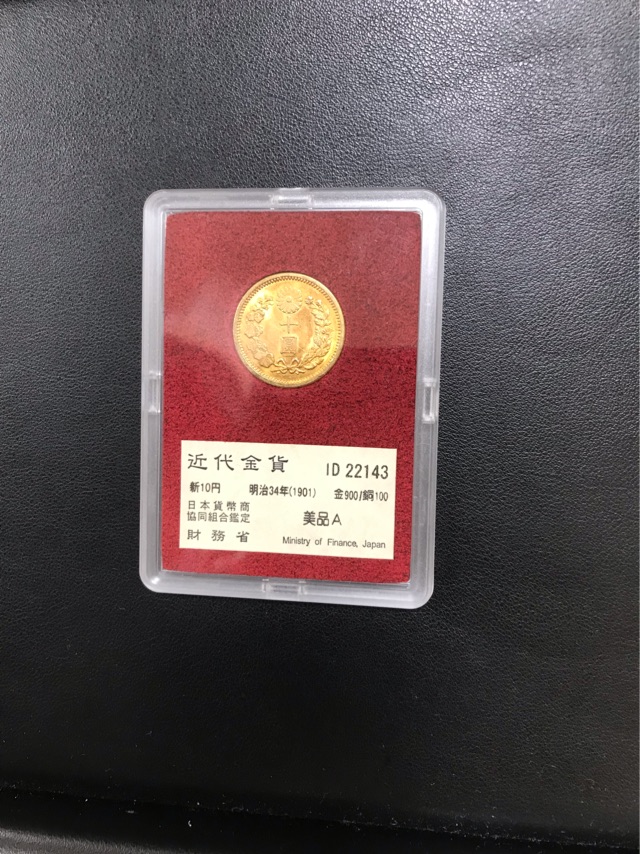 十圓
近代金貨 ID 22143
新10円 明治34年(1901) 金900/銅100
日本貨幣商
協同組合鑑定 美品A
財務省 Ministry of Finance, Japan